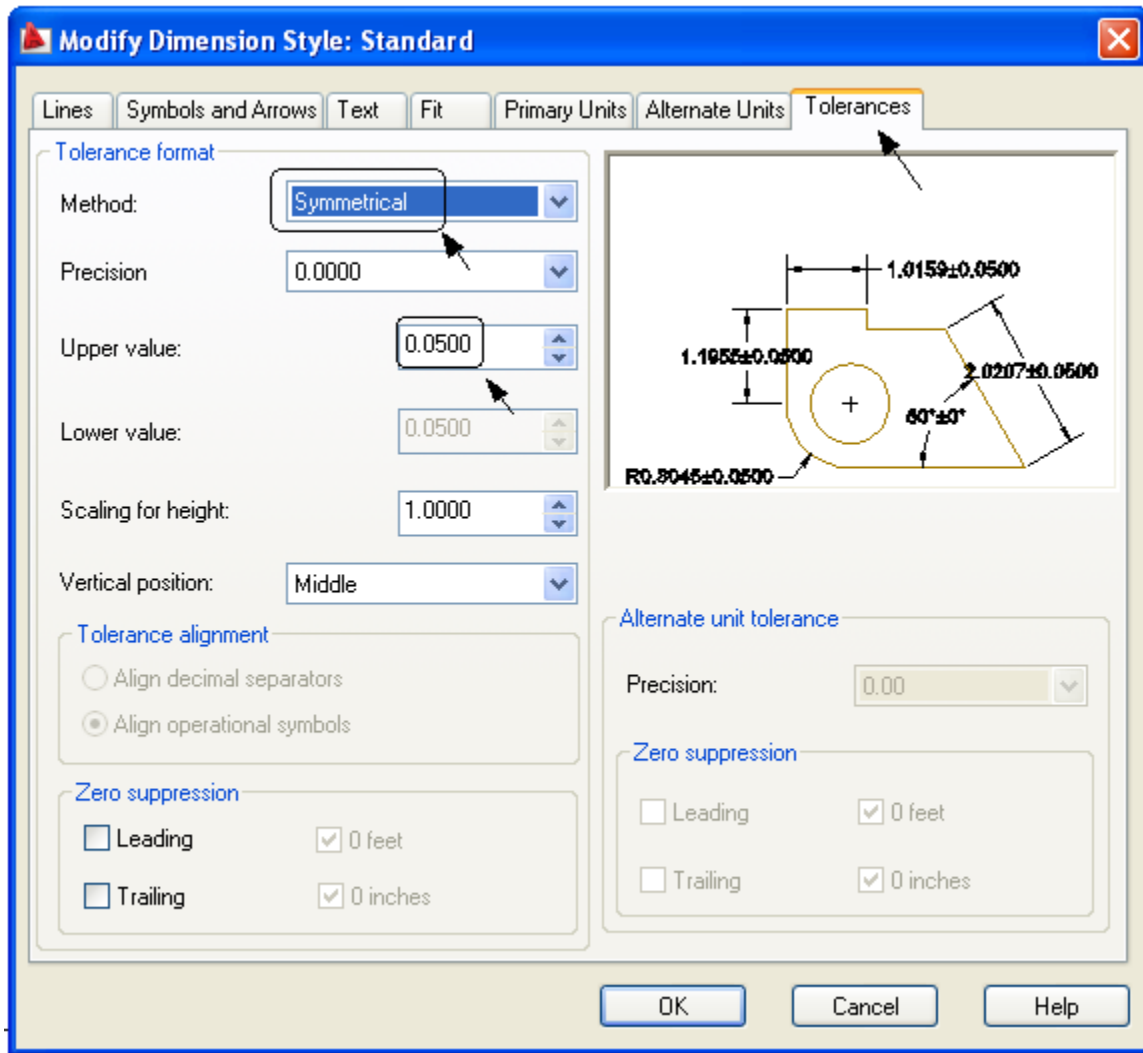 Modify Dimension Style: Standard
Lines Symbols and Arrows Text Fit Primary Units Alternate Units Tolerances
Tolerance format
Method: Symmetrical
Precision 0.0000
Upper value: 0.0500
Lower value: 0.0500
Scaling for height: 1.0000
Vertical position: Middle
Tolerance alignment
Align decimal separators
Align operational symbols
Zero suppression
Leading 0 feet
Trailing 0 inches
1.0159±0.0500
1.1955±0.0500
2.0207±0.0500
60°±0°
R0.8045±0.0500
Alternate unit tolerance
Precision: 0.00
Zero suppression
Leading 0 feet
Trailing 0 inches
OK Cancel Help